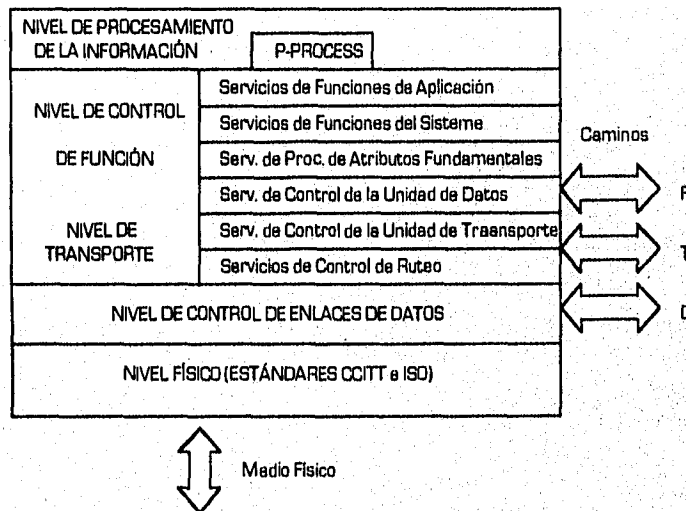 NIVEL DE PROCESAMIENTO
DE LA INFORMACIÓN
P-PROCESS
NIVEL DE CONTROL
DE FUNCIÓN
NIVEL DE
TRANSPORTE
Servicios de Funciones de Aplicación
Servicios de Funciones del Sisteme
Serv. de Proc. de Atributos Fundamentales
Serv. de Control de la Unidad de Datos
Serv. de Control de la Unidad de Traansporte
Servicios de Control de Ruteo
Caminos
F
T
D
NIVEL DE CONTROL DE ENLACES DE DATOS
NIVEL FÍSICO (ESTÁNDARES CCITT e ISO)
Medio Físico